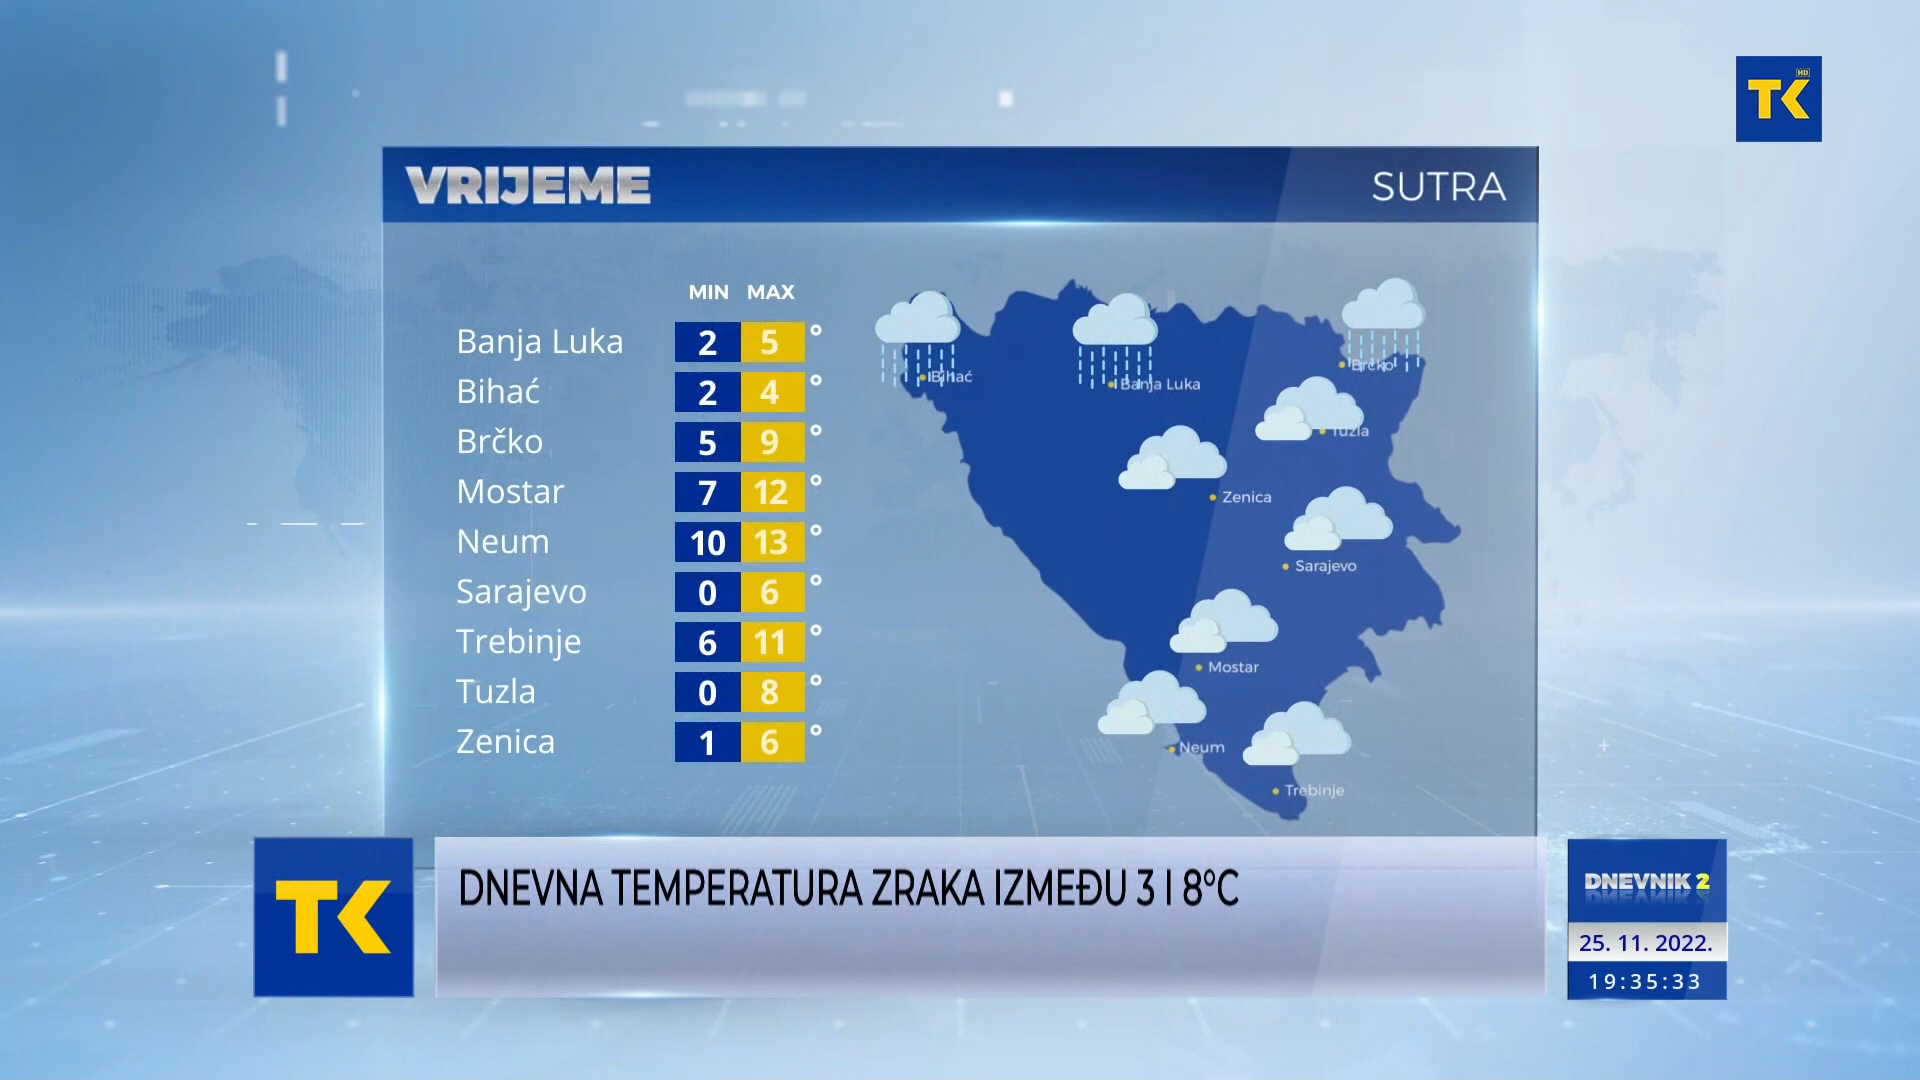 TK HD
VRIJEME
SUTRA
MIN MAX
Banja Luka 2 5 °
Bihać 2 4 °
Brčko 5 9 °
Mostar 7 12 °
Neum 10 13 °
Sarajevo 0 6 °
Trebinje 6 11 °
Tuzla 0 8 °
Zenica 1 6 °
Bihać
Banja Luka
Brčko
Tuzla
Zenica
Sarajevo
Mostar
Neum
Trebinje
TK
DNEVNA TEMPERATURA ZRAKA IZMEĐU 3 I 8°C
DNEVNIK 2
25. 11. 2022.
19:35:33